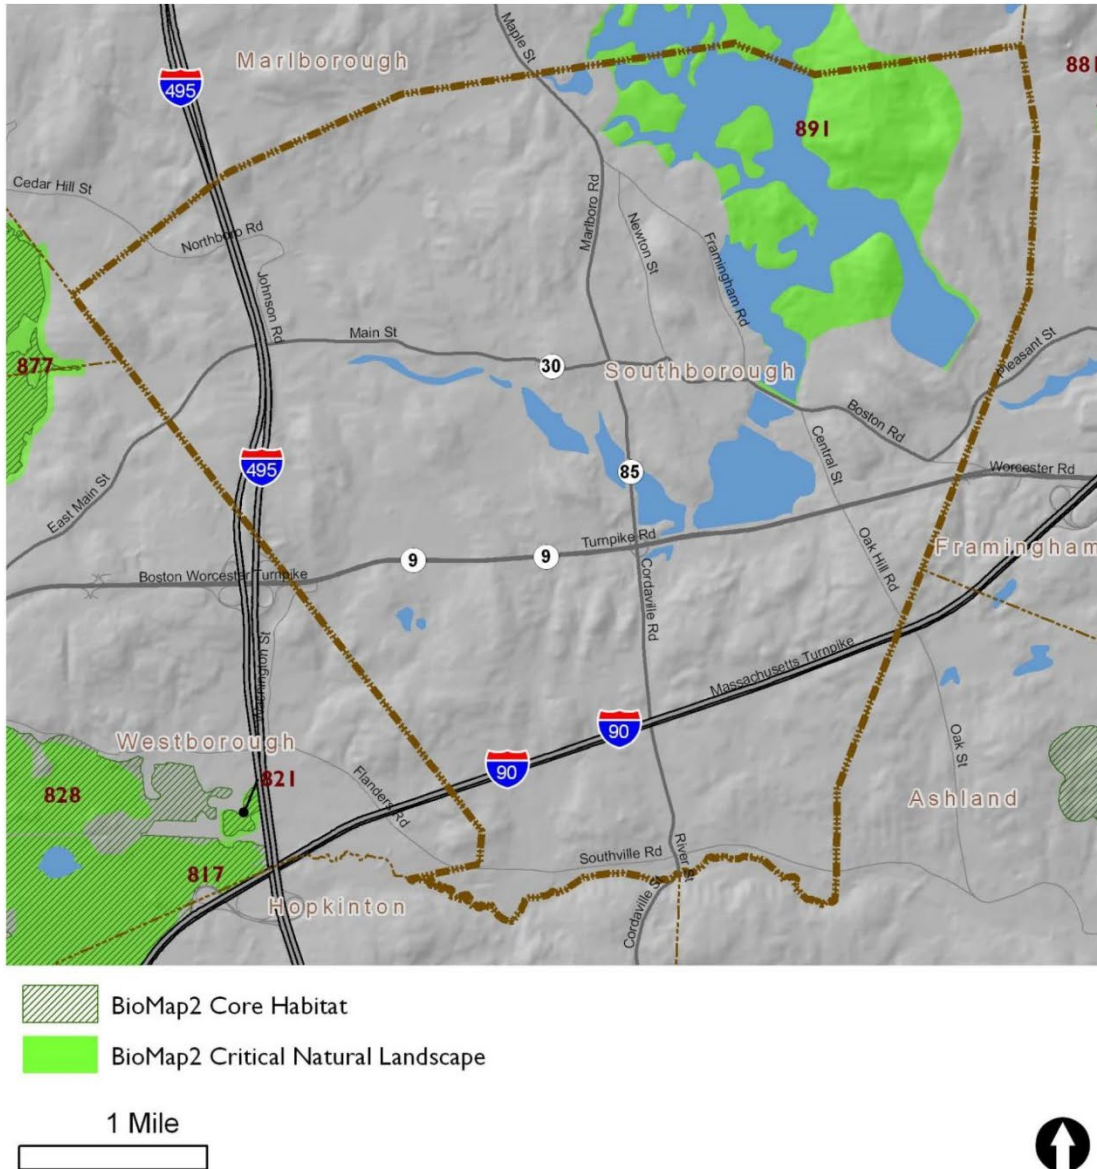 Maple St
Marlborough
495
881
891
Cedar Hill St
Northboro Rd
Marlboro Rd
Newton St
Framingham Rd
Johnson Rd
Main St
30
877
Southborough
Pleasant St
Boston Rd
495
85
Central St
Worcester Rd
East Main St
Turnpike Rd
9
9
Framingham
Boston Worcester Turnpike
Oak Hill Rd
Cordaville Rd
Washington St
Massachusetts Turnpike
Westborough
90
90
821
Oak St
828
Flanders Rd
Ashland
817
Southville Rd
River St
Hopkinton
Cordaville St
BioMap2 Core Habitat
BioMap2 Critical Natural Landscape
1 Mile